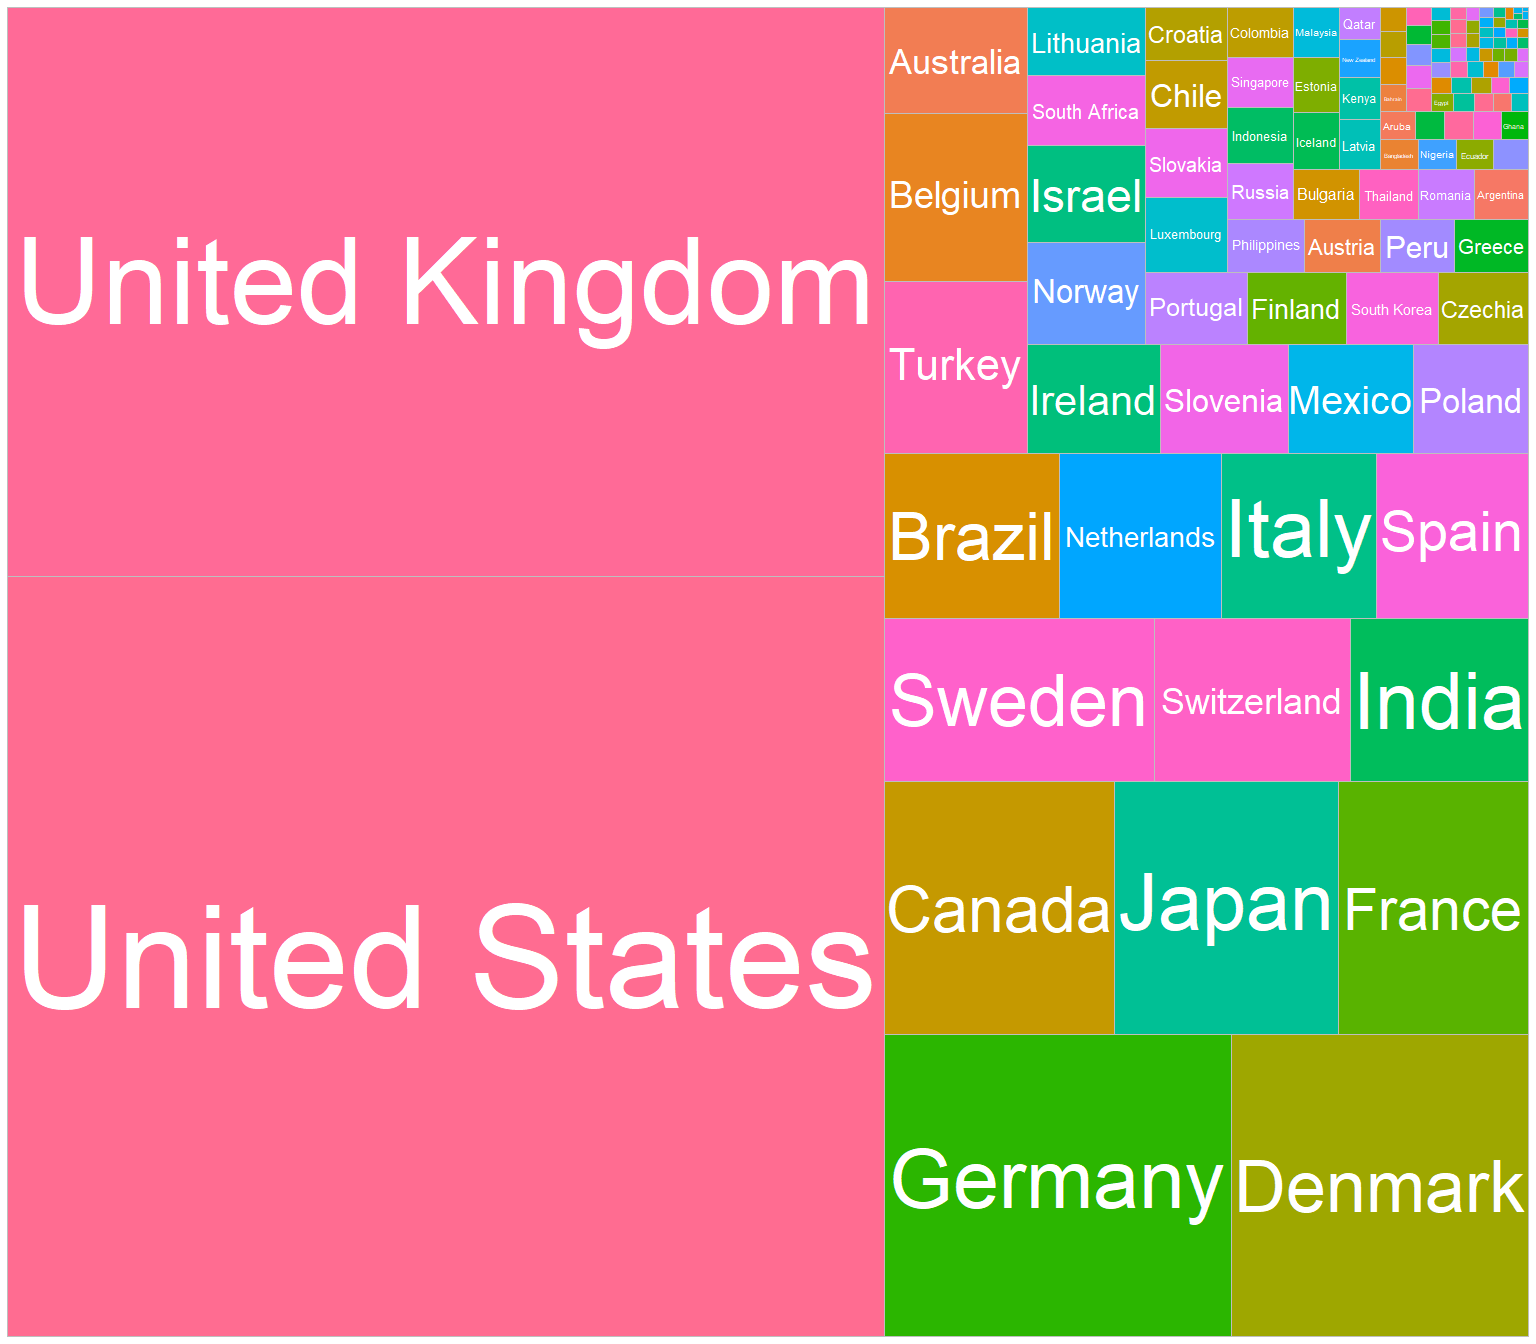 United Kingdom
United States
Australia
Belgium
Turkey
Lithuania
South Africa
Israel
Norway
Croatia
Chile
Slovakia
Luxembourg
Colombia
Singapore
Indonesia
Russia
Philippines
Malaysia
Estonia
Iceland
Qatar
New Zealand
Kenya
Latvia
Bahrain
Egypt
Aruba
Ghana
Bangladesh
Nigeria
Ecuador
Bulgaria
Thailand
Romania
Argentina
Austria
Peru
Greece
Portugal
Finland
South Korea
Czechia
Ireland
Slovenia
Mexico
Poland
Brazil
Netherlands
Italy
Spain
Sweden
Switzerland
India
Canada
Japan
France
Germany
Denmark